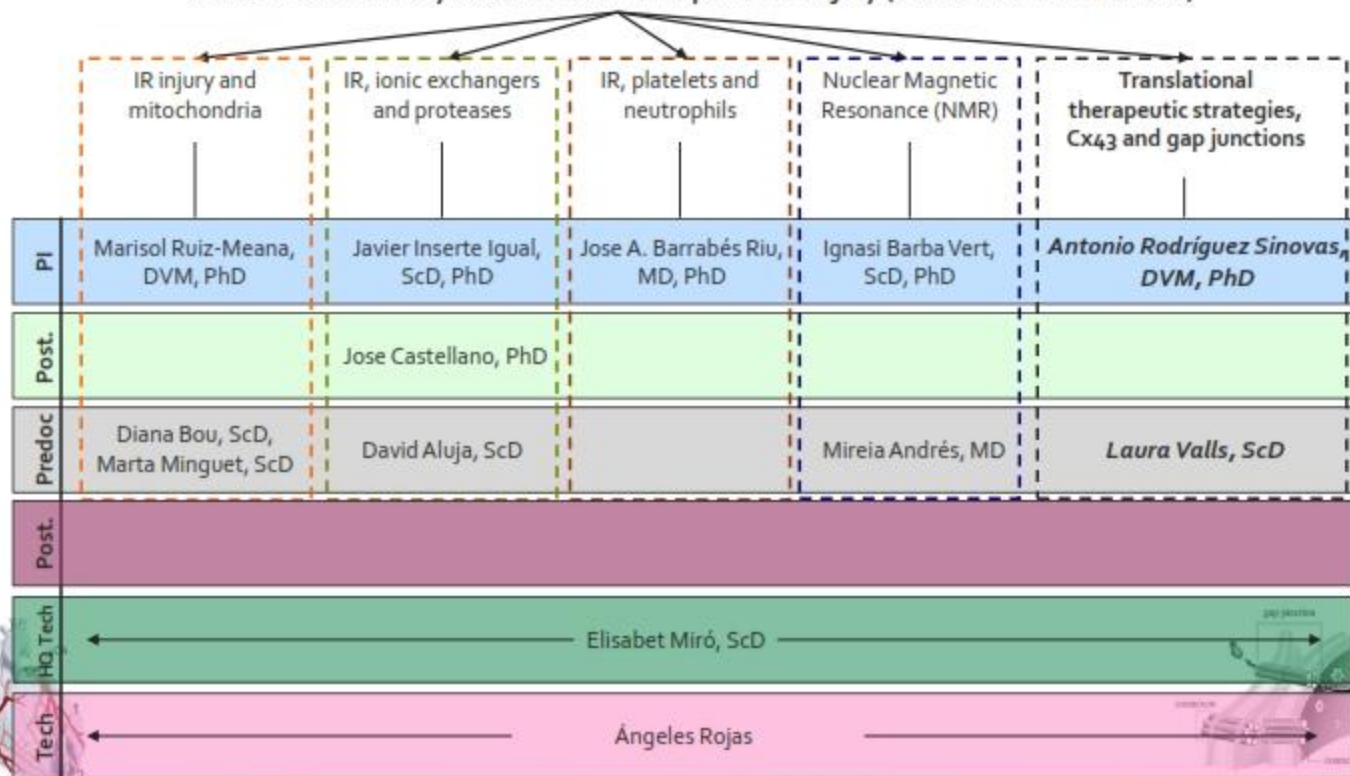 IR injury and
mitochondria
IR, ionic exchangers
and proteases
IR, platelets and
neutrophils
Nuclear Magnetic
Resonance (NMR)
Translational
therapeutic strategies,
Cx43 and gap junctions
PI
Marisol Ruiz-Meana,
DVM, PhD
Javier Inserte Igual,
ScD, PhD
Jose A. Barrabés Riu,
MD, PhD
Ignasi Barba Vert,
ScD, PhD
Antonio Rodríguez Sinovas,
DVM, PhD
Post.
Jose Castellano, PhD
Predoc
Diana Bou, ScD,
Marta Minguet, ScD
David Aluja, ScD
Mireia Andrés, MD
Laura Valls, ScD
Post.
HQ Tech
Elisabet Miró, ScD
Tech
Ángeles Rojas